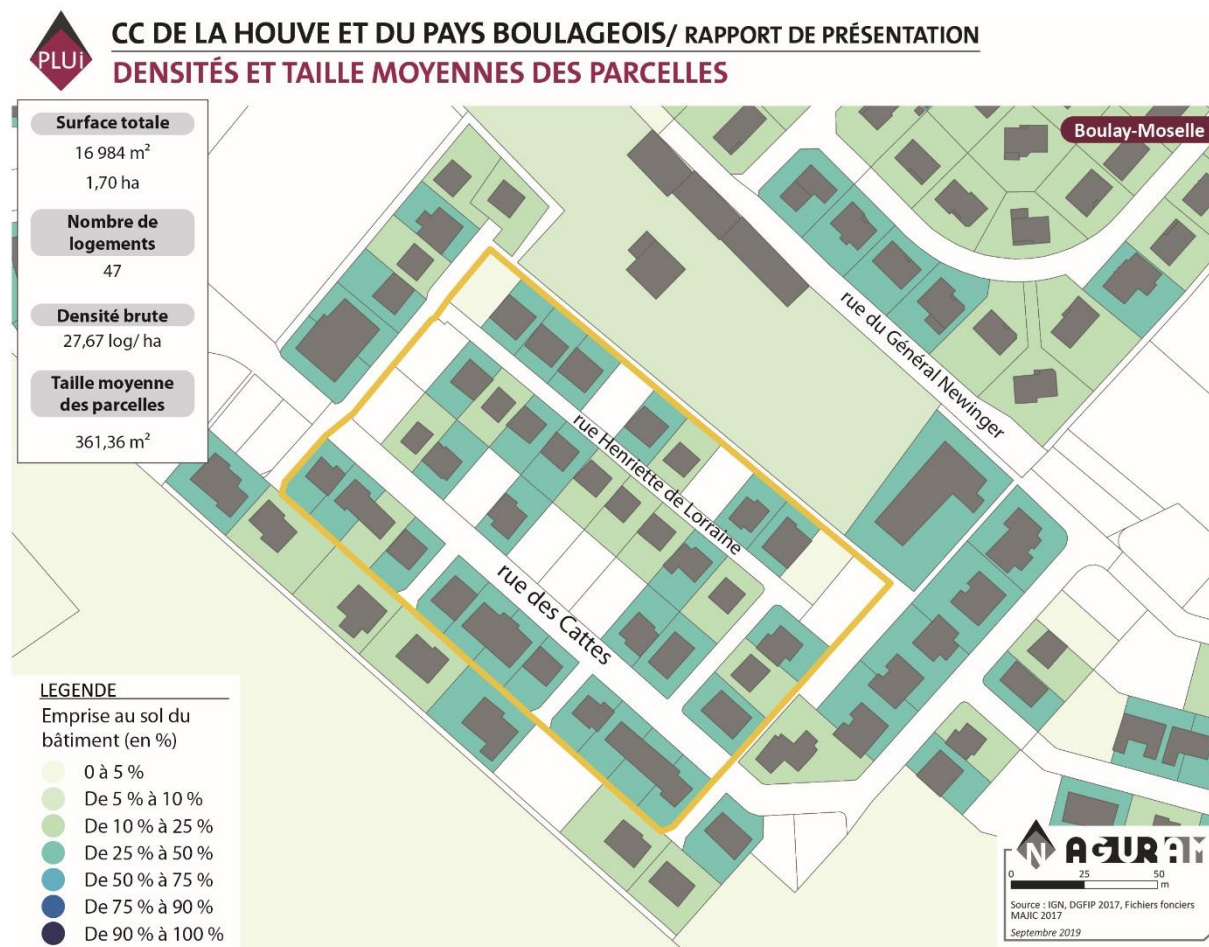 PLUi
CC DE LA HOUVE ET DU PAYS BOULAGEOIS/ RAPPORT DE PRÉSENTATION
DENSITÉS ET TAILLE MOYENNES DES PARCELLES
Surface totale
16 984 m²
1,70 ha
Nombre de
logements
47
Densité brute
27,67 log/ ha
Taille moyenne
des parcelles
361,36 m²
Boulay-Moselle
rue du Général Newinger
rue Henriette de Lorraine
rue des Cattes
LEGENDE
Emprise au sol du
bâtiment (en %)
0 à 5 %
De 5 % à 10 %
De 10 % à 25 %
De 25 % à 50 %
De 50 % à 75 %
De 75 % à 90 %
De 90 % à 100 %
N AGURAM
0 25 50
m
Source : IGN, DGFIP 2017, Fichiers fonciers
MAJIC 2017
Septembre 2019